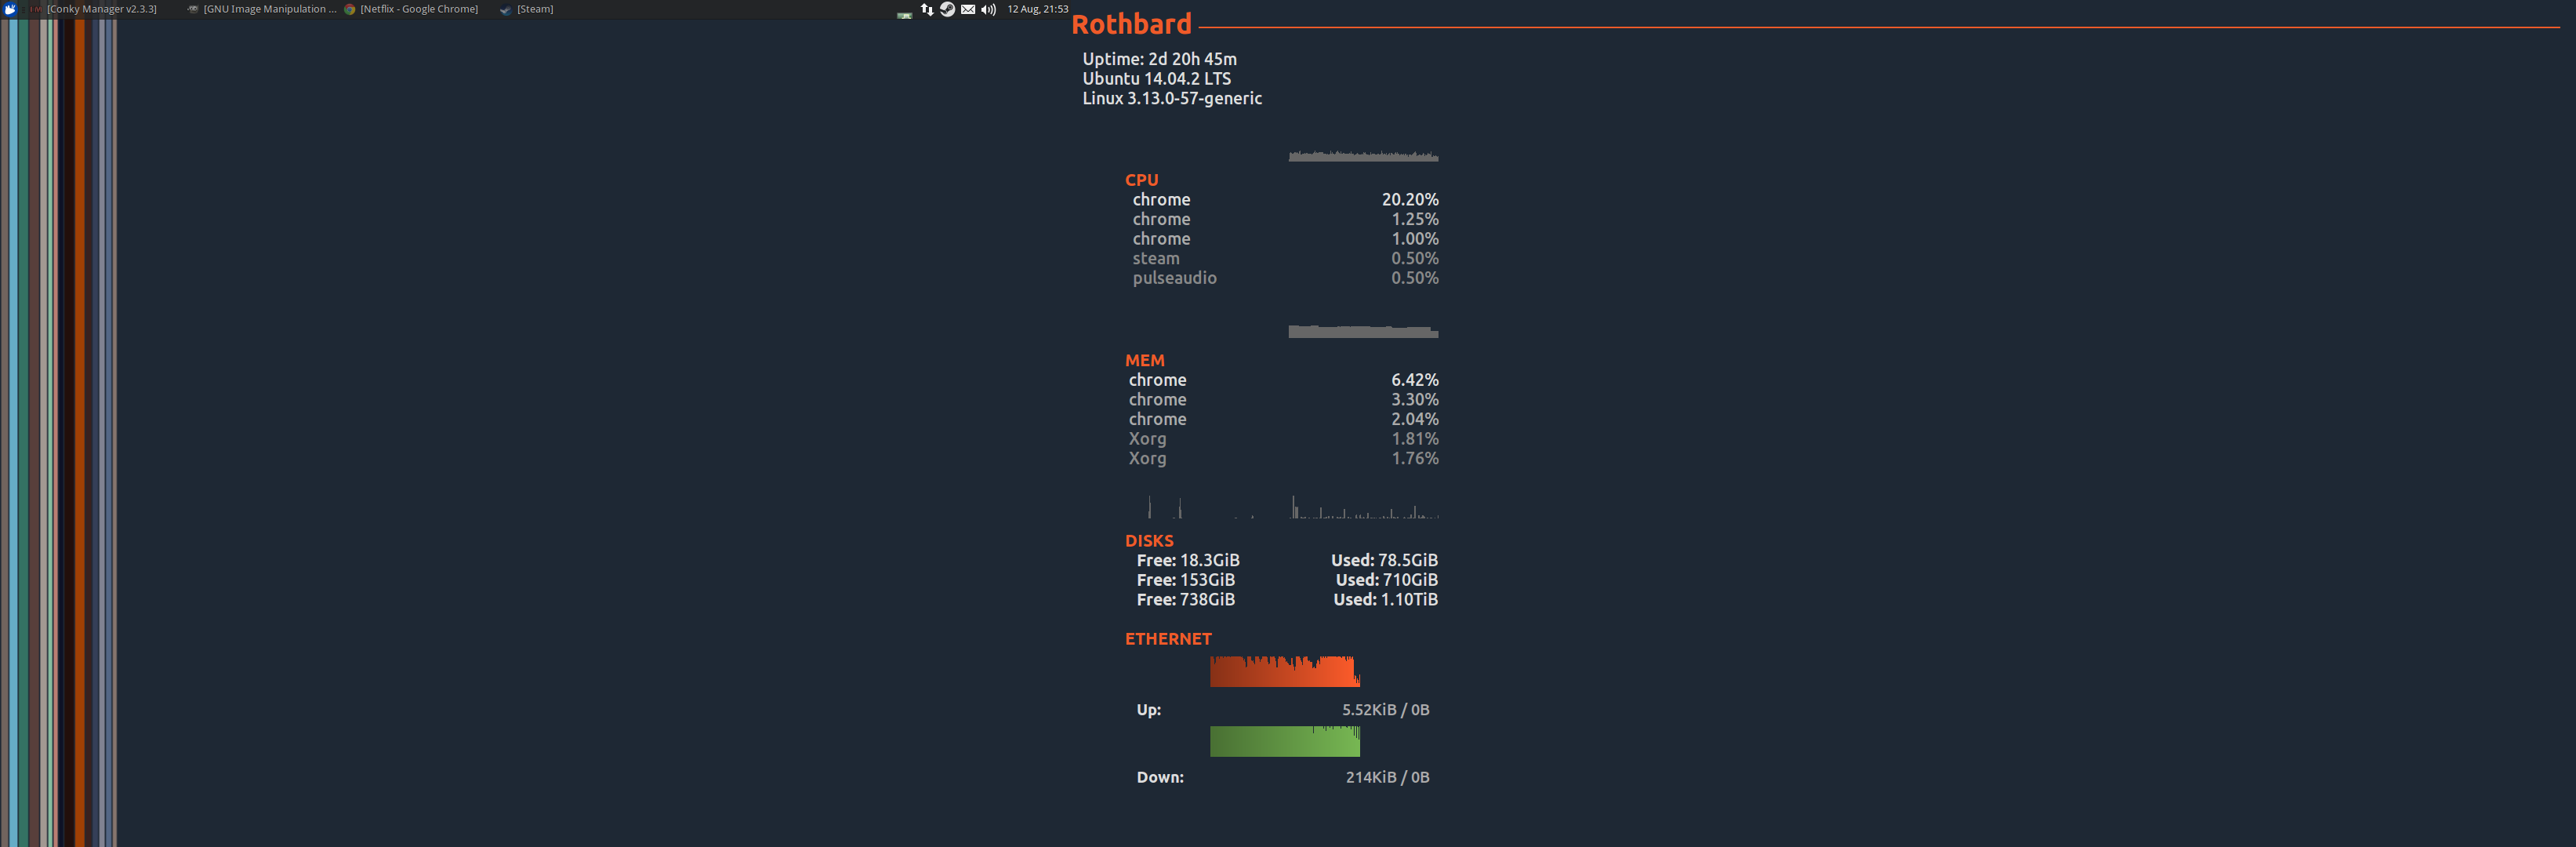 [Conky Manager v2.3.3] [GNU Image Manipulation ... [Netflix - Google Chrome] [Steam] 12 Aug, 21:53
Rothbard
Uptime: 2d 20h 45m
Ubuntu 14.04.2 LTS
Linux 3.13.0-57-generic
CPU
chrome 20.20%
chrome 1.25%
chrome 1.00%
steam 0.50%
pulseaudio 0.50%
MEM
chrome 6.42%
chrome 3.30%
chrome 2.04%
Xorg 1.81%
Xorg 1.76%
DISKS
Free: 18.3GiB Used: 78.5GiB
Free: 153GiB Used: 710GiB
Free: 738GiB Used: 1.10TiB
ETHERNET
Up: 5.52KiB / 0B
Down: 214KiB / 0B